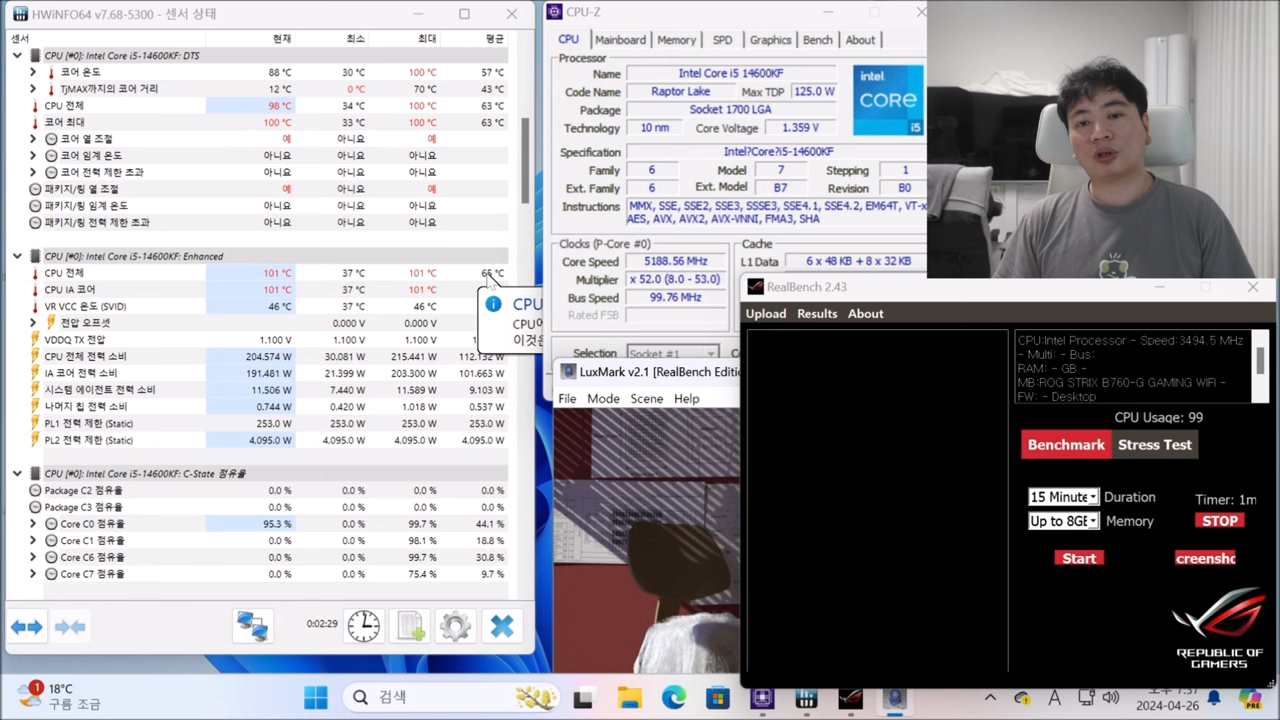 HWiNFO64 v7.68-5300 - 센서 상태
센서 현재 최소 최대 평균
CPU [#0]: Intel Core i5-14600KF: DTS
코어 온도 88 °C 30 °C 100 °C 57 °C
TjMAX까지의 코어 거리 12 °C 0 °C 70 °C 43 °C
CPU 전체 98 °C 34 °C 100 °C 63 °C
코어 최대 100 °C 33 °C 100 °C 63 °C
코어 열 조절 예 아니요 예
코어 임계 온도 아니요 아니요 아니요
코어 전력 제한 초과 아니요 아니요 아니요
패키지/링 열 조절 예 아니요 예
패키지/링 임계 온도 아니요 아니요 아니요
패키지/링 전력 제한 초과 아니요 아니요 아니요
CPU [#0]: Intel Core i5-14600KF: Enhanced
CPU 전체 101 °C 37 °C 101 °C
CPU IA 코어 101 °C 37 °C 101 °C
VR VCC 온도 (SVID) 46 °C 37 °C 46 °C
전압 오프셋 0.000 V 0.000 V
VDDQ TX 전압 1.100 V 1.100 V 1.100 V
CPU 전체 전력 소비 204.574 W 30.081 W 215.441 W 112.132 W
IA 코어 전력 소비 191.481 W 21.399 W 203.300 W 101.663 W
시스템 에이전트 전력 소비 11.506 W 7.440 W 11.589 W 9.103 W
나머지 칩 전력 소비 0.744 W 0.420 W 1.018 W 0.537 W
PL1 전력 제한 (Static) 253.0 W 253.0 W 253.0 W 253.0 W
PL2 전력 제한 (Static) 4,095.0 W 4,095.0 W 4,095.0 W 4,095.0 W
CPU [#0]: Intel Core i5-14600KF: C-State 점유율
Package C2 점유율 0.0 % 0.0 % 0.0 % 0.0 %
Package C3 점유율 0.0 % 0.0 % 0.0 % 0.0 %
Core C0 점유율 95.3 % 0.0 % 99.7 % 44.1 %
Core C1 점유율 0.0 % 0.0 % 98.1 % 18.8 %
Core C6 점유율 0.0 % 0.0 % 99.7 % 30.8 %
Core C7 점유율 0.0 % 0.0 % 75.4 % 9.7 %
0:02:29
CPU
이것은
CPU-Z
CPU Mainboard Memory SPD Graphics Bench About
Processor
Name Intel Core i5 14600KF
Code Name Raptor Lake Max TDP 125.0 W
Package Socket 1700 LGA
Technology 10 nm Core Voltage 1.359 V
Specification Intel?Core?i5-14600KF
Family 6 Model 7 Stepping 1
Ext. Family 6 Ext. Model B7 Revision B0
Instructions MMX, SSE, SSE2, SSE3, SSSE3, SSE4.1, SSE4.2, EM64T, VT-x
AES, AVX, AVX2, AVX-VNNI, FMA3, SHA
intel
CORE
i5
Clocks (P-Core #0) Cache
Core Speed 5188.56 MHz L1 Data 6 x 48 KB + 8 x 32 KB
Multiplier x 52.0 (8.0 - 53.0)
Bus Speed 99.76 MHz
Rated FSB
Selection Socket #1
LuxMark v2.1 [RealBench Editio
File Mode Scene Help
RealBench 2.43
Upload Results About
CPU:Intel Processor - Speed:3494.5 MHz
- Multi: - Bus:
RAM: - GB -
MB:ROG STRIX B760-G GAMING WIFI -
FW: - Desktop
CPU Usage: 99
Benchmark Stress Test
15 Minute Duration Timer: 1m
Up to 8GB Memory STOP
Start creensho
REPUBLIC OF
GAMERS
1
18°C
구름 조금
검색
A
PRE
2024-04-26